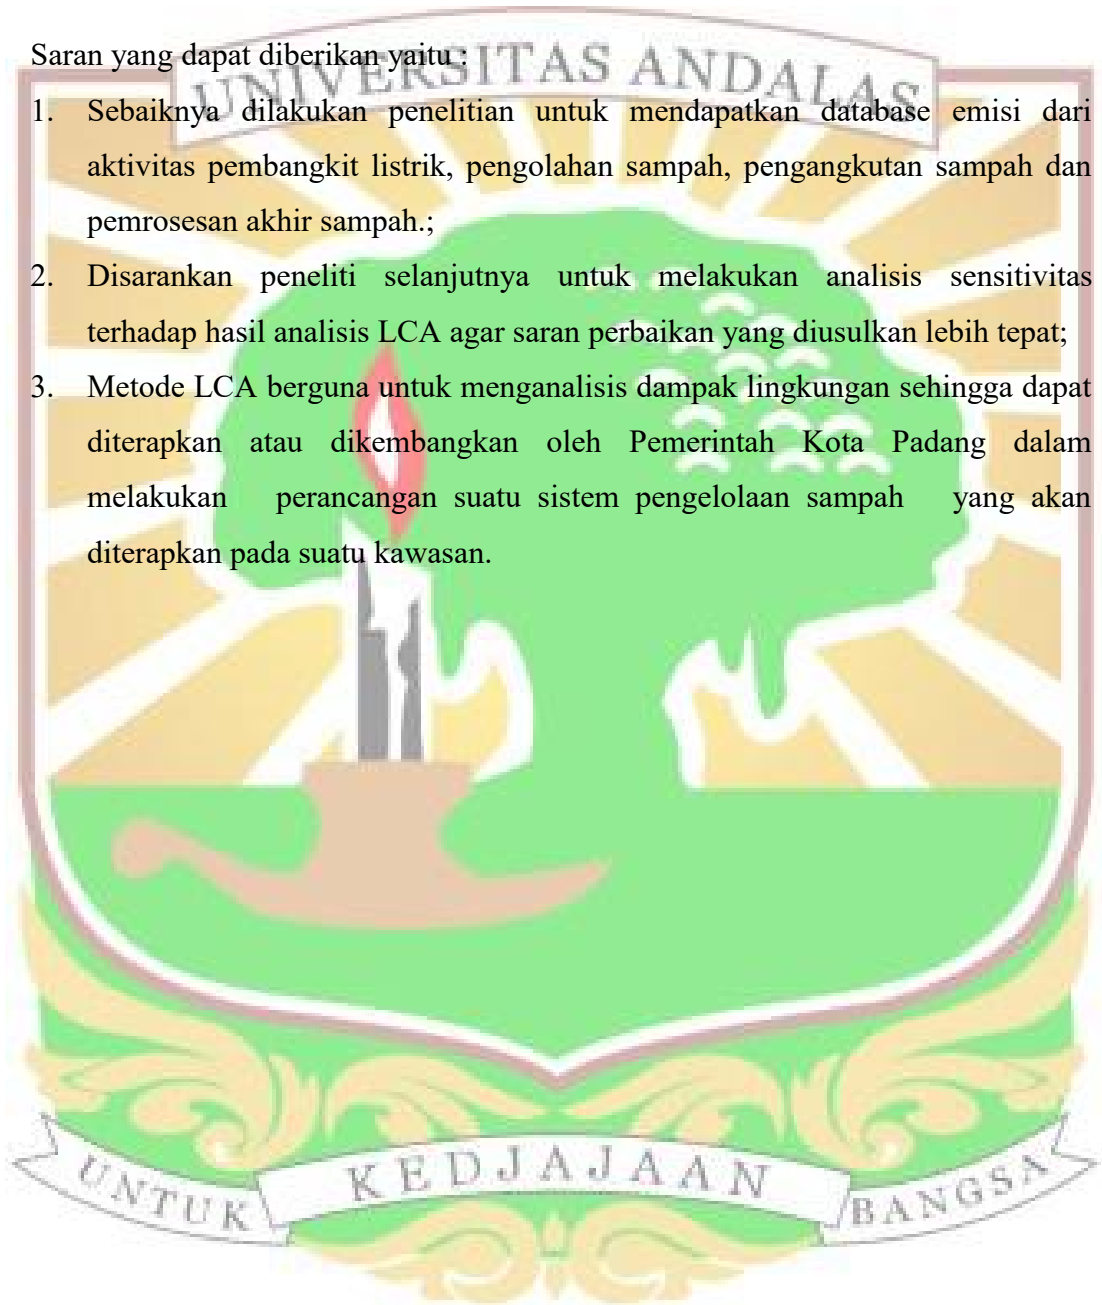 Saran yang dapat diberikan yaitu :
UNIVERSITAS ANDALAS
1. Sebaiknya dilakukan penelitian untuk mendapatkan database emisi dari
aktivitas pembangkit listrik, pengolahan sampah, pengangkutan sampah dan
pemrosesan akhir sampah.;
2. Disarankan peneliti selanjutnya untuk melakukan analisis sensitivitas
terhadap hasil analisis LCA agar saran perbaikan yang diusulkan lebih tepat;
3. Metode LCA berguna untuk menganalisis dampak lingkungan sehingga dapat
diterapkan atau dikembangkan oleh Pemerintah Kota Padang dalam
melakukan perancangan suatu sistem pengelolaan sampah yang akan
diterapkan pada suatu kawasan.
UNTUK KEDJAJAAN BANGSA